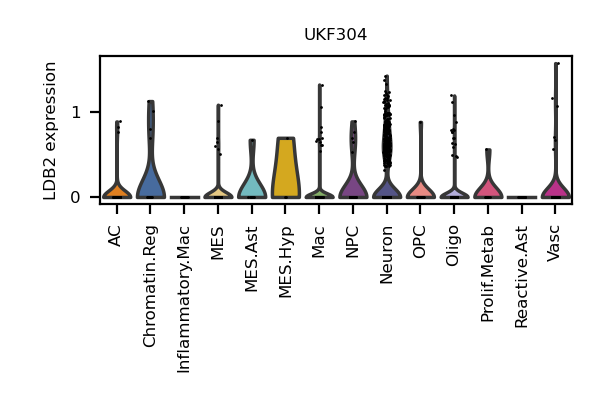 UKF304
LDB2 expression
1
0
AC
Chromatin.Reg
Inflammatory.Mac
MES
MES.Ast
MES.Hyp
Mac
NPC
Neuron
OPC
Oligo
Prolif.Metab
Reactive.Ast
Vasc